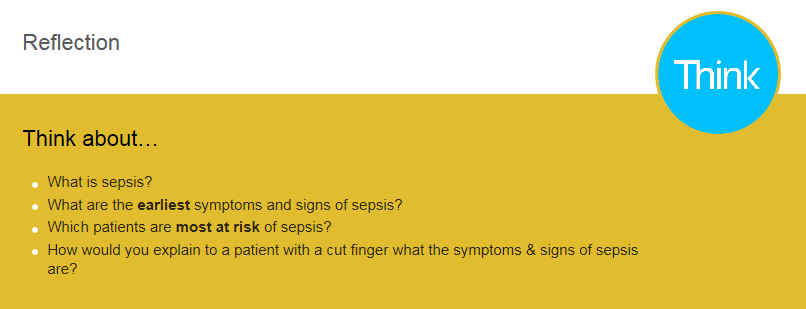 Reflection
Think
Think about…
What is sepsis?
What are the earliest symptoms and signs of sepsis?
Which patients are most at risk of sepsis?
How would you explain to a patient with a cut finger what the symptoms & signs of sepsis
are?